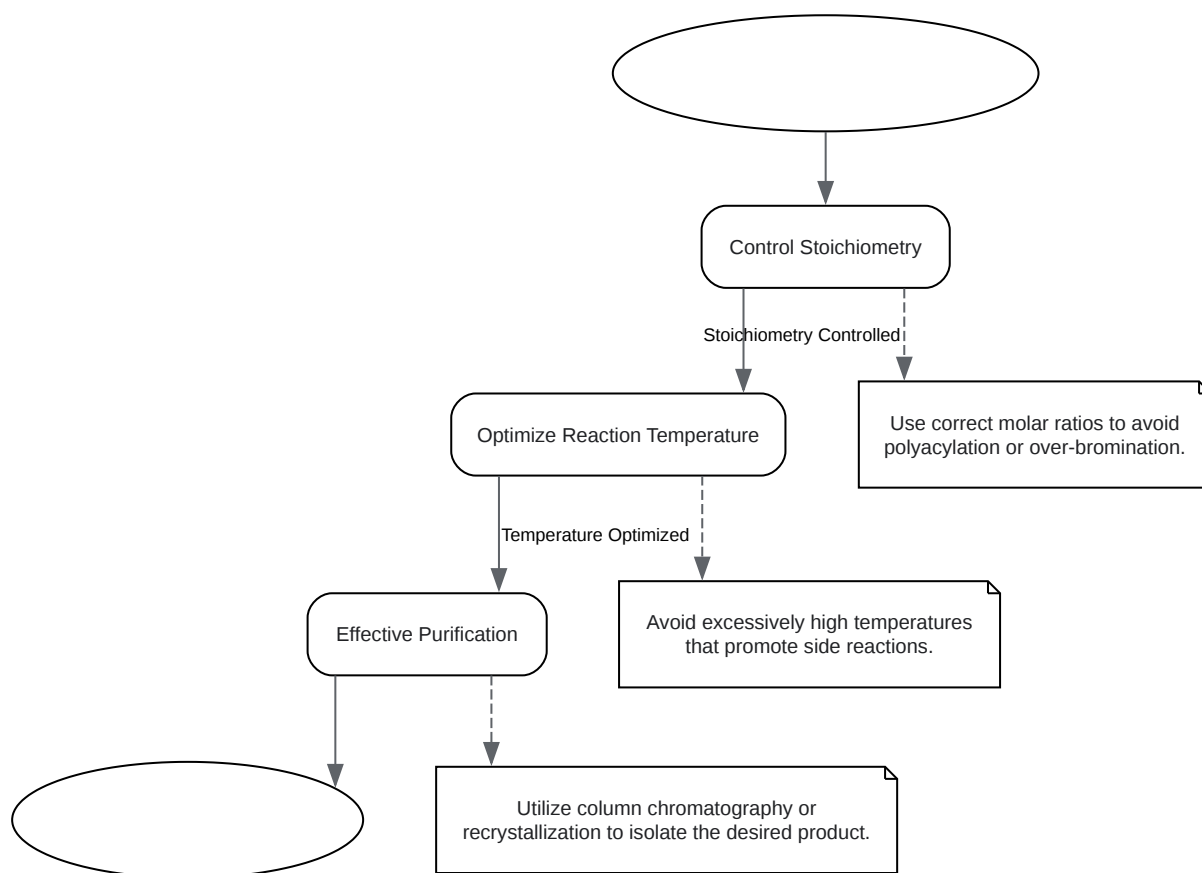 Control Stoichiometry
Stoichiometry Controlled
Use correct molar ratios to avoid
polyacylation or over-bromination.
Optimize Reaction Temperature
Temperature Optimized
Avoid excessively high temperatures
that promote side reactions.
Effective Purification
Utilize column chromatography or
recrystallization to isolate the desired product.